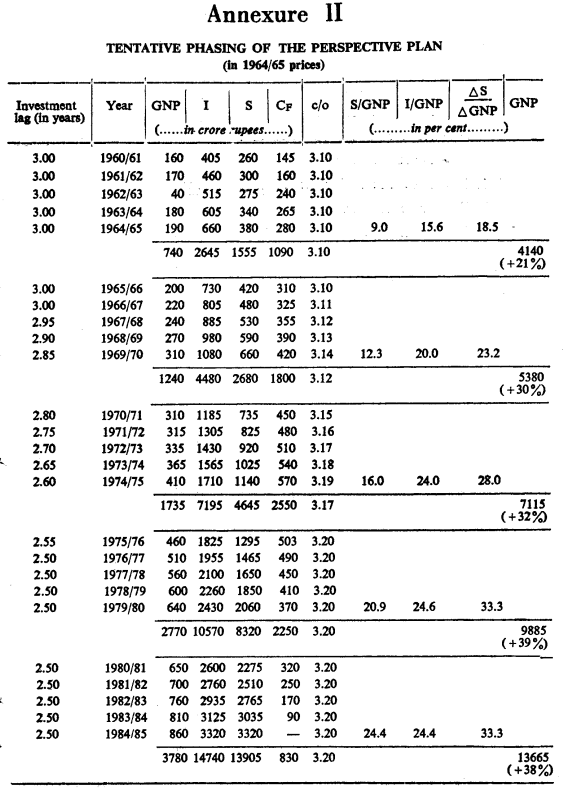 Annexure II
TENTATIVE PHASING OF THE PERSPECTIVE PLAN
(in 1964/65 prices)
Investment lag (in years) Year GNP I S CF c/o S/GNP I/GNP ΔS/ΔGNP GNP
(......in crore rupees......) (.........in per cent.........)
3.00 1960/61 160 405 260 145 3.10
3.00 1961/62 170 460 300 160 3.10
3.00 1962/63 40 515 275 240 3.10
3.00 1963/64 180 605 340 265 3.10
3.00 1964/65 190 660 380 280 3.10 9.0 15.6 18.5
740 2645 1555 1090 3.10 4140
(+21%)
3.00 1965/66 200 730 420 310 3.10
3.00 1966/67 220 805 480 325 3.11
2.95 1967/68 240 885 530 355 3.12
2.90 1968/69 270 980 590 390 3.13
2.85 1969/70 310 1080 660 420 3.14 12.3 20.0 23.2
1240 4480 2680 1800 3.12 5380
(+30%)
2.80 1970/71 310 1185 735 450 3.15
2.75 1971/72 315 1305 825 480 3.16
2.70 1972/73 335 1430 920 510 3.17
2.65 1973/74 365 1565 1025 540 3.18
2.60 1974/75 410 1710 1140 570 3.19 16.0 24.0 28.0
1735 7195 4645 2550 3.17 7115
(+32%)
2.55 1975/76 460 1825 1295 503 3.20
2.50 1976/77 510 1955 1465 490 3.20
2.50 1977/78 560 2100 1650 450 3.20
2.50 1978/79 600 2260 1850 410 3.20
2.50 1979/80 640 2430 2060 370 3.20 20.9 24.6 33.3
2770 10570 8320 2250 3.20 9885
(+39%)
2.50 1980/81 650 2600 2275 320 3.20
2.50 1981/82 700 2760 2510 250 3.20
2.50 1982/83 760 2935 2765 170 3.20
2.50 1983/84 810 3125 3035 90 3.20
2.50 1984/85 860 3320 3320 — 3.20 24.4 24.4 33.3
3780 14740 13905 830 3.20 13665
(+38%)